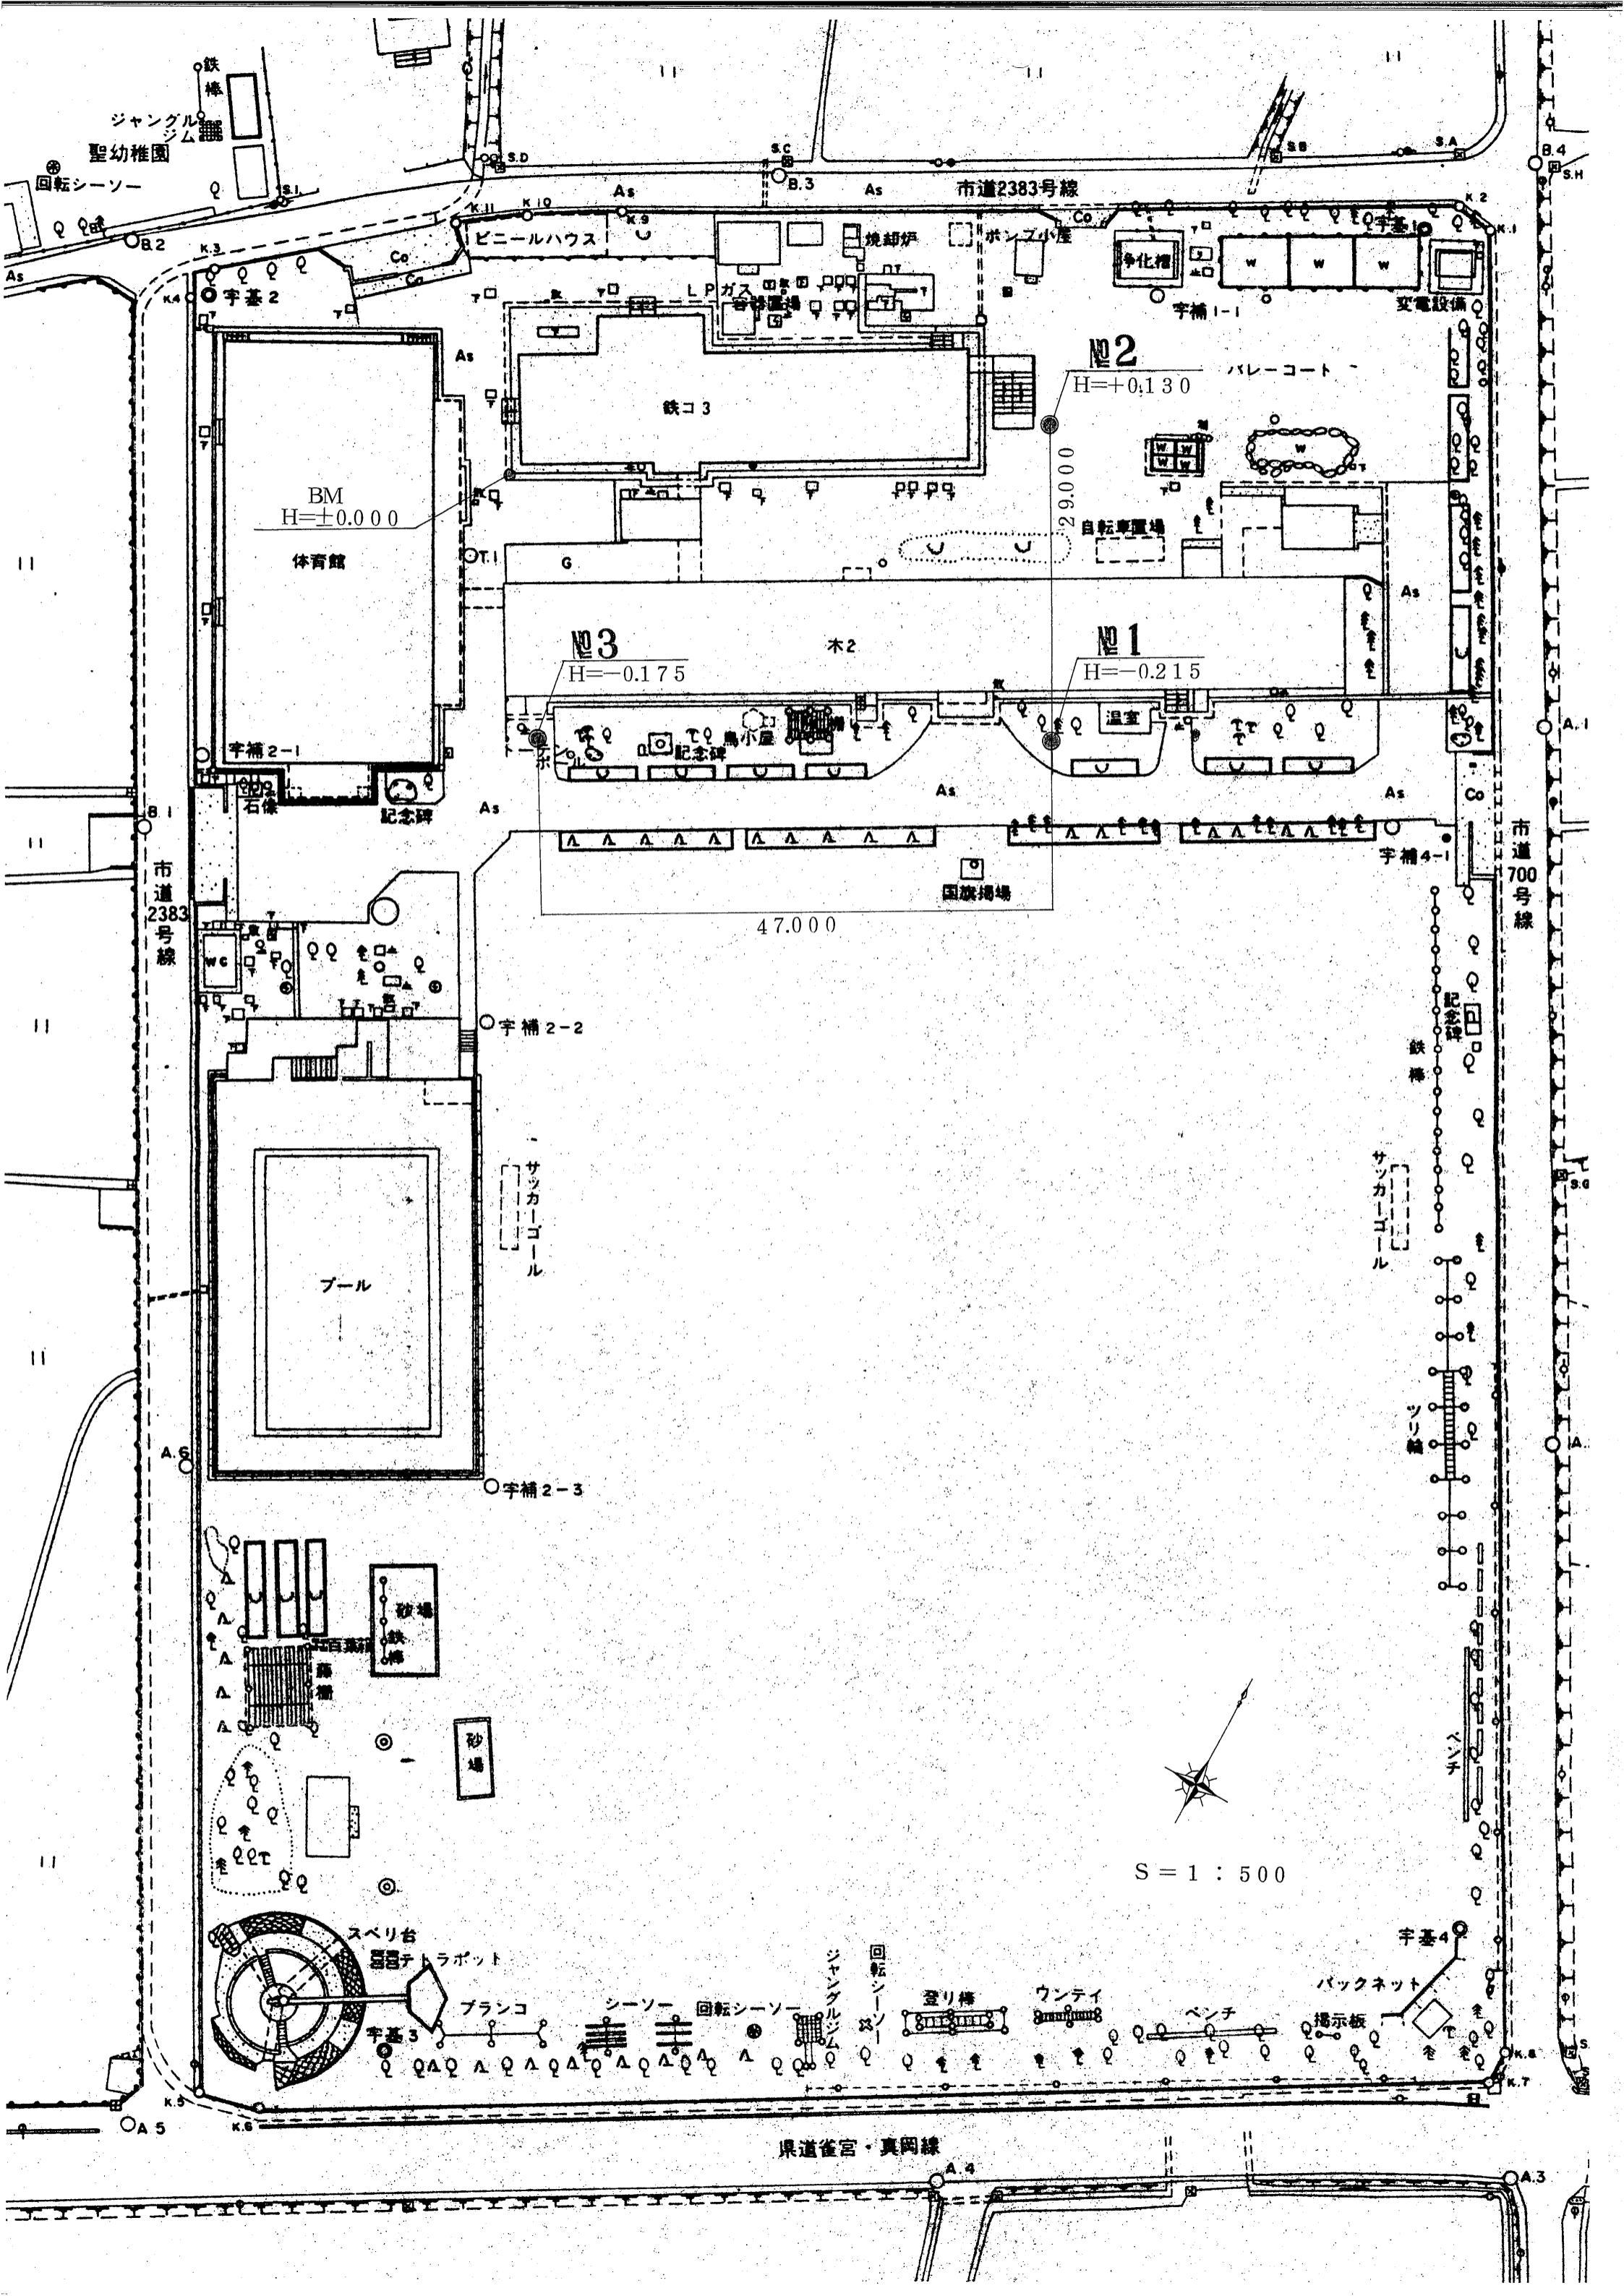 鉄棒
ジャングル
ジム
聖幼稚園
回転シーソー
S.1
S.D
S.C
B.3
S.B
S.A
B.4
S.H
As
As
市道2383号線
B.2
K.3
K.11
K.10
K.9
K.2
K.1
As
ビニールハウス
焼却炉
ポンプ小屋
Co
浄化槽
W
W
W
宇基1
変電設備
Co
Co
K.4
宇基2
LPガス
容器置場
宇補1-1
As
鉄コ3
№2
H=+0.130
バレーコート
BM
H=±0.000
体育館
T.1
G
29.000
自転車置場
W
W
W
W
W
As
木2
№3
H=-0.175
№1
H=-0.215
温室
鳥小屋
記念碑
A.1
宇補2-1
石像
記念碑
As
As
As
Co
B.1
市道2383号線
宇補4-1
市道700号線
国旗掲場
47.000
WC
宇補2-2
記念碑
鉄棒
サッカーゴール
サッカーゴール
S.G
プール
ツリ輪
A.6
A.
宇補2-3
砂場
鉄棒
百葉箱
藤棚
砂場
ベンチ
S=1:500
スベリ台
テトラポット
ブランコ
シーソー
回転シーソー
ジャングルジム
回転シーソー
登り棒
ウンテイ
ベンチ
掲示板
バックネット
宇基4
宇基3
K.5
K.6
K.8
K.7
A.5
県道雀宮・真岡線
A.4
A.3